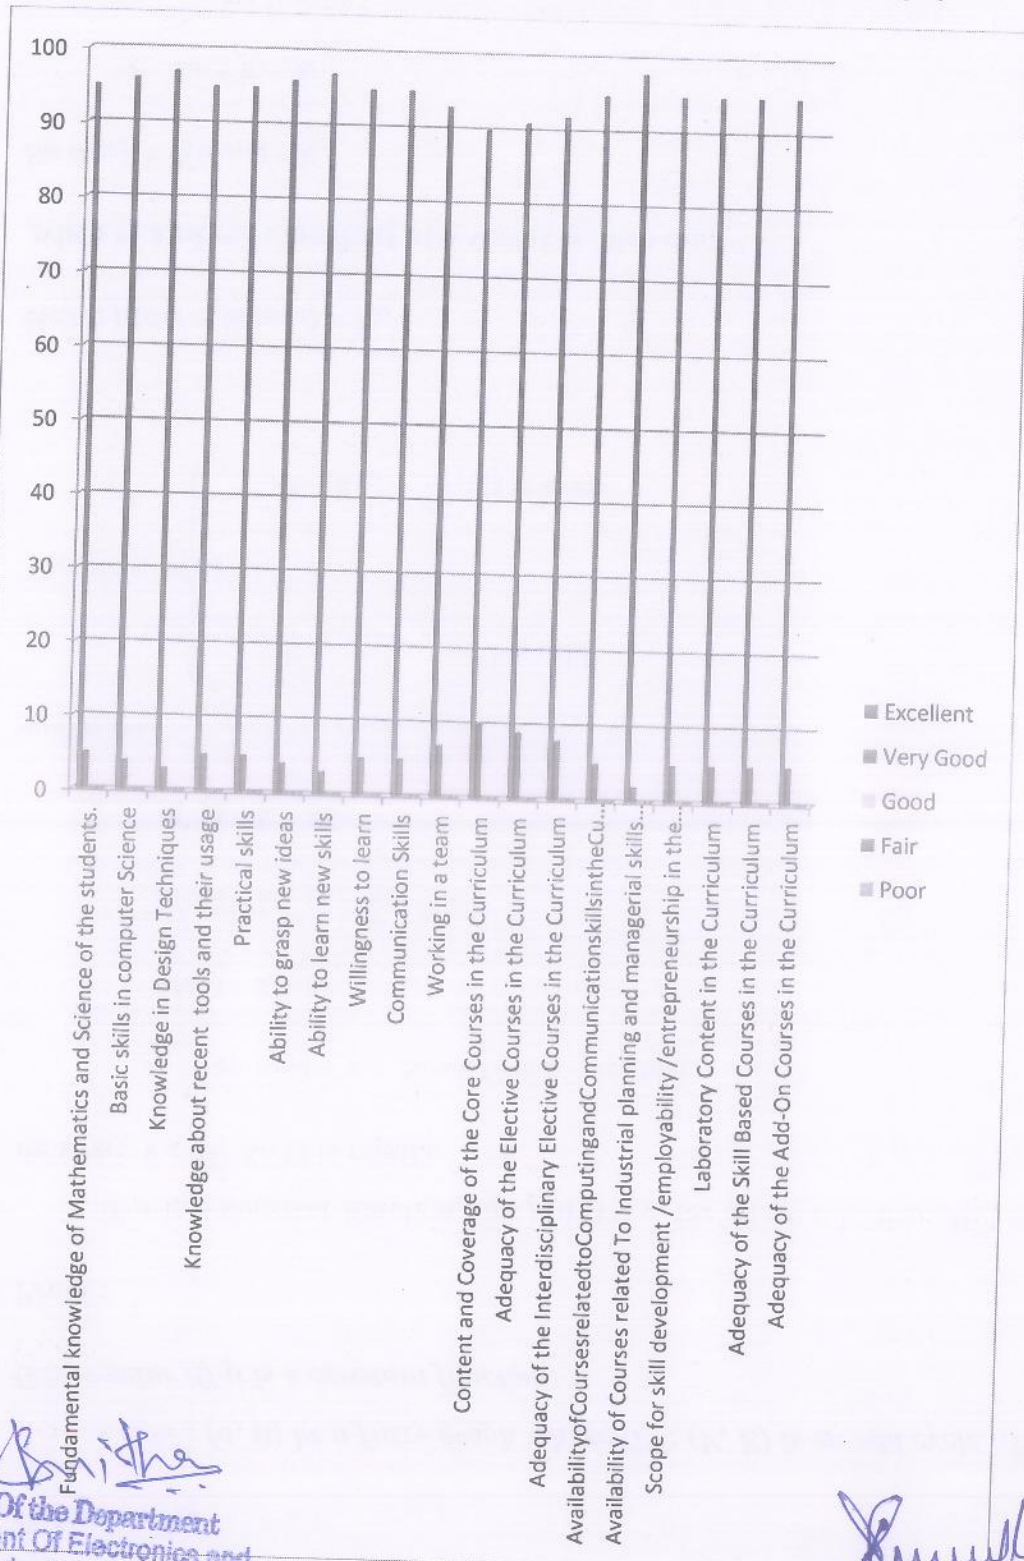 100
90
80
70
60
50
40
30
20
10
0
Excellent
Very Good
Good
Fair
Poor
Fundamental knowledge of Mathematics and Science of the students.
Basic skills in computer Science
Knowledge in Design Techniques
Knowledge about recent tools and their usage
Practical skills
Ability to grasp new ideas
Ability to learn new skills
Willingness to learn
Communication Skills
Working in a team
Content and Coverage of the Core Courses in the Curriculum
Adequacy of the Elective Courses in the Curriculum
Adequacy of the Interdisciplinary Elective Courses in the Curriculum
AvailabilityofCoursesrelatedtoComputingandCommunicationskillsintheCu...
Availability of Courses related To Industrial planning and managerial skills...
Scope for skill development /employability /entrepreneurship in the...
Laboratory Content in the Curriculum
Adequacy of the Skill Based Courses in the Curriculum
Adequacy of the Add-On Courses in the Curriculum
Of the Department
Of Electronics and